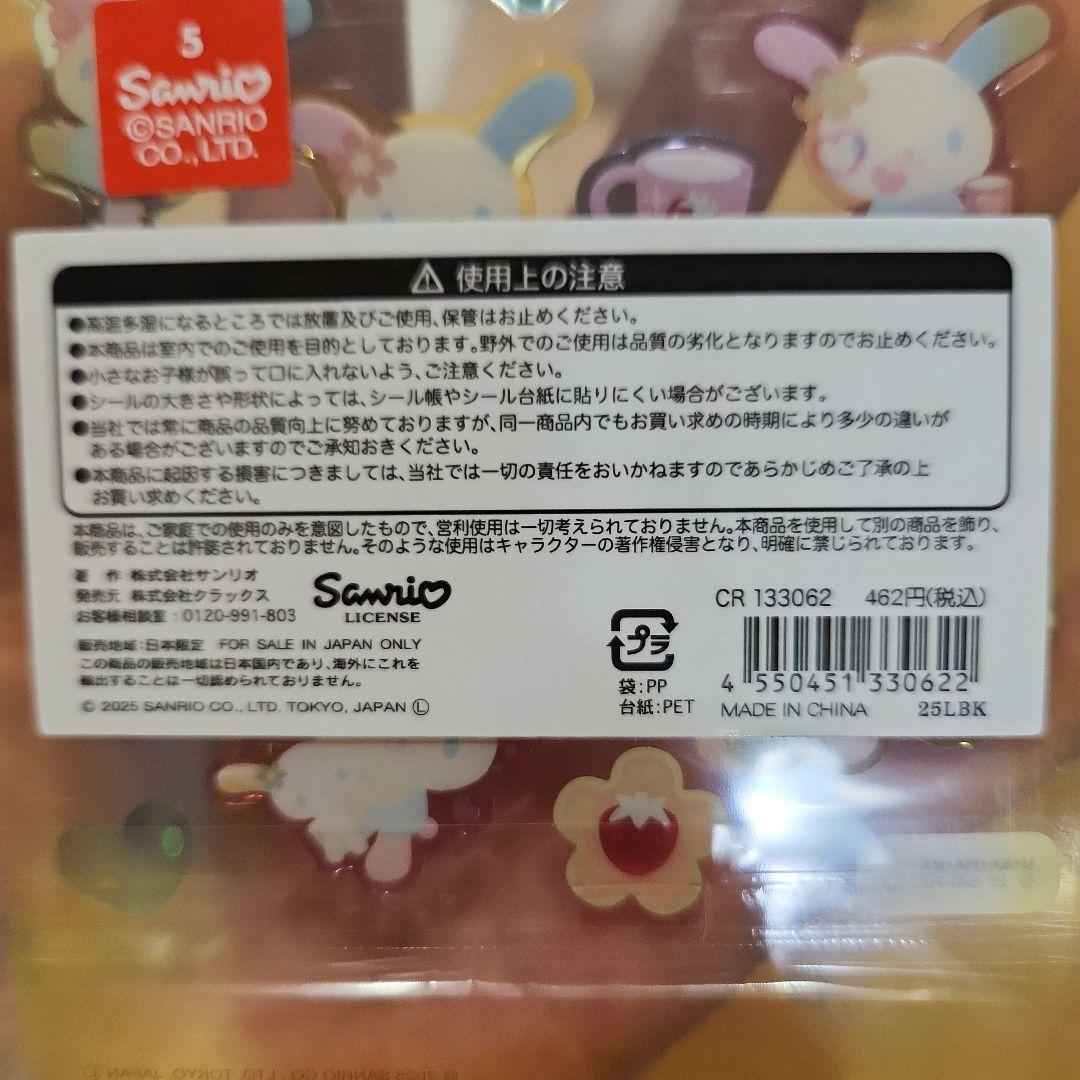 5
Sanrio
©SANRIO
CO., LTD.
⚠ 使用上の注意
●高温多湿になるところでは放置及びご使用、保管はお止めください。
●本商品は室内でのご使用を目的としております。野外でのご使用は品質の劣化となりますのでお止めください。
●小さなお子様が誤って口に入れないよう、ご注意ください。
●シールの大きさや形状によっては、シール帳やシール台紙に貼りにくい場合がございます。
●当社では常に商品の品質向上に努めておりますが、同一商品内でもお買い求めの時期により多少の違いが
ある場合がございますのでご承知おきください。
●本商品に起因する損害につきましては、当社では一切の責任をおいかねますのであらかじめご了承の上
お買い求めください。
本商品は、ご家庭での使用のみを意図したもので、営利使用は一切考えられておりません。本商品を使用して別の商品を飾り、
販売することは許諾されておりません。そのような使用はキャラクターの著作権侵害となり、明確に禁じられております。
著 作 株式会社サンリオ
発売元 株式会社クラックス
お客様相談室：0120-991-803
Sanrio
LICENSE
販売地域：日本限定 FOR SALE IN JAPAN ONLY
この商品の販売地域は日本国内であり、海外にこれを
輸出することは一切認められておりません。
© 2025 SANRIO CO., LTD. TOKYO, JAPAN Ⓛ
プラ
袋：PP
台紙：PET
CR 133062 462円(税込)
4 550451 330622
MADE IN CHINA 25LBK
© 2025 SANRIO CO., LTD. TOKYO, JAPAN Ⓛ